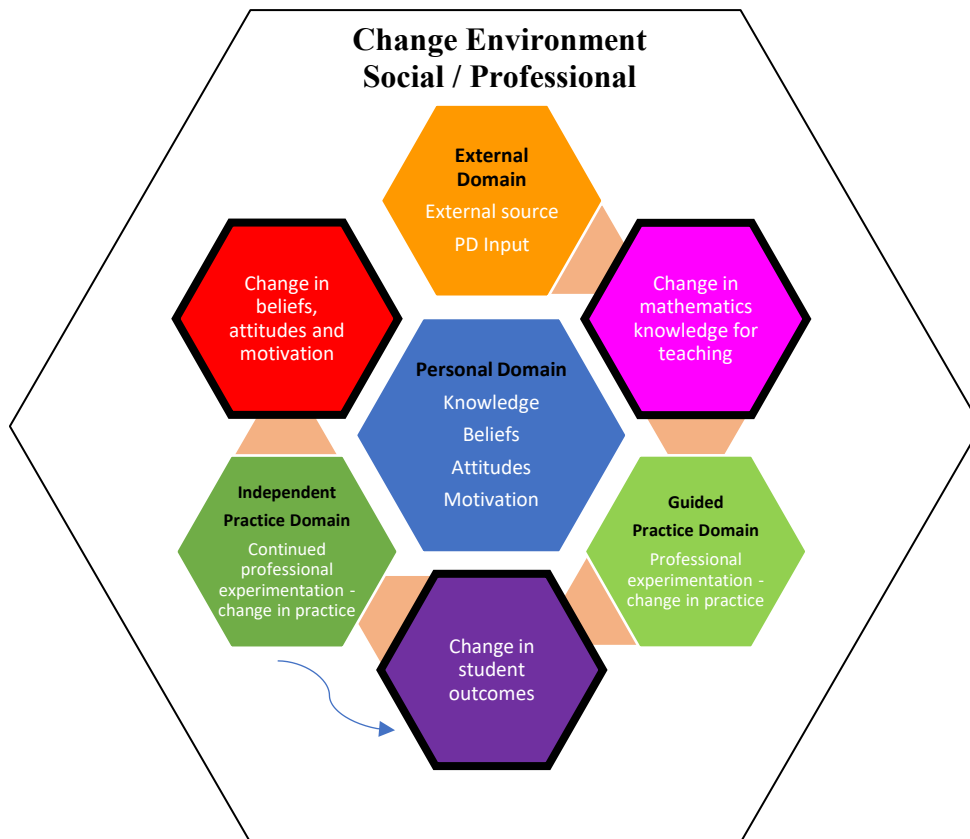 Change Environment
Social / Professional
External
Domain
External source
PD Input
Change in
beliefs,
attitudes and
motivation
Change in
mathematics
knowledge for
teaching
Personal Domain
Knowledge
Beliefs
Attitudes
Motivation
Independent
Practice Domain
Continued
professional
experimentation -
change in practice
Guided
Practice Domain
Professional
experimentation -
change in practice
Change in
student
outcomes